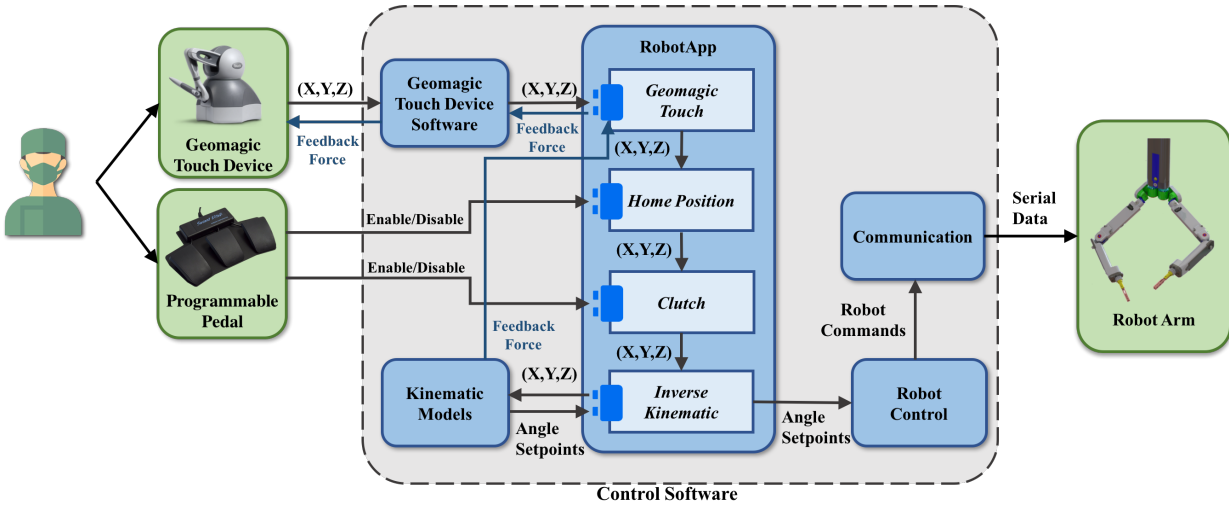 RobotApp
(X,Y,Z)
Feedback
Force
Geomagic
Touch Device
Geomagic
Touch Device
Software
(X,Y,Z)
Feedback
Force
Geomagic
Touch
(X,Y,Z)
Enable/Disable
Home Position
(X,Y,Z)
Programmable
Pedal
Enable/Disable
Clutch
(X,Y,Z)
Feedback
Force
Kinematic
Models
(X,Y,Z)
Angle
Setpoints
Inverse
Kinematic
Angle
Setpoints
Robot
Control
Robot
Commands
Communication
Serial
Data
Robot Arm
Control Software